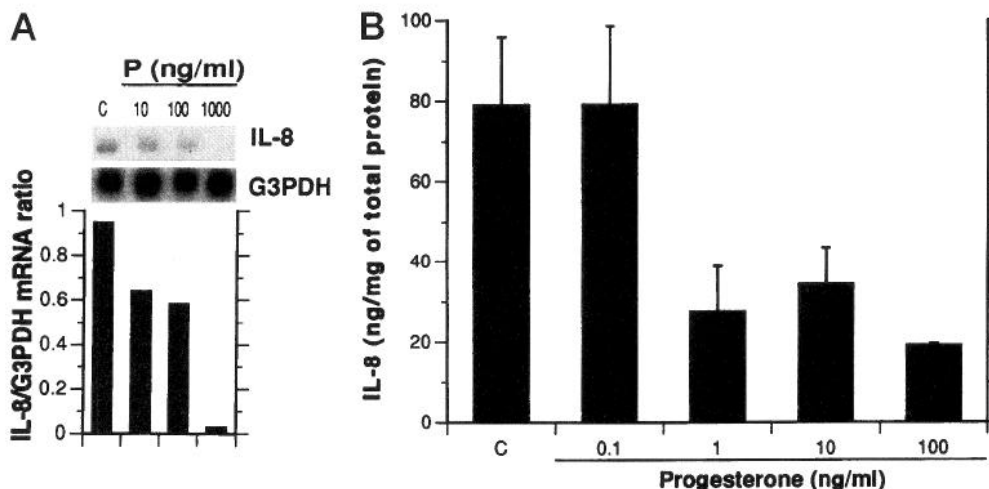 A
P (ng/ml)
C 10 100 1000
IL-8
G3PDH
IL-8/G3PDH mRNA ratio
1
0.8
0.6
0.4
0.2
0
B
IL-8 (ng/mg of total protein)
100
80
60
40
20
0
C 0.1 1 10 100
Progesterone (ng/ml)